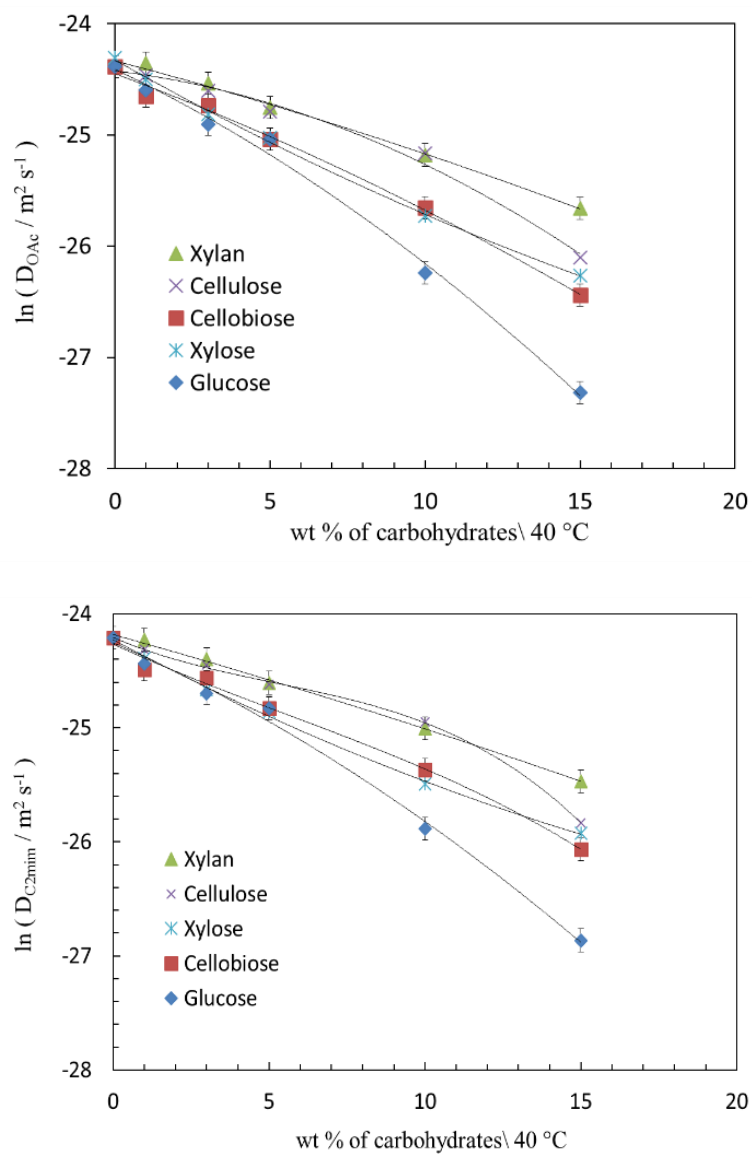 -24
-25
-26
-27
-28
ln ( D_OAc / m² s⁻¹ )
Xylan
Cellulose
Cellobiose
Xylose
Glucose
0 5 10 15 20
wt % of carbohydrates\ 40 °C
-24
-25
-26
-27
-28
ln ( D_C2mim / m² s⁻¹ )
Xylan
Cellulose
Xylose
Cellobiose
Glucose
0 5 10 15 20
wt % of carbohydrates\ 40 °C